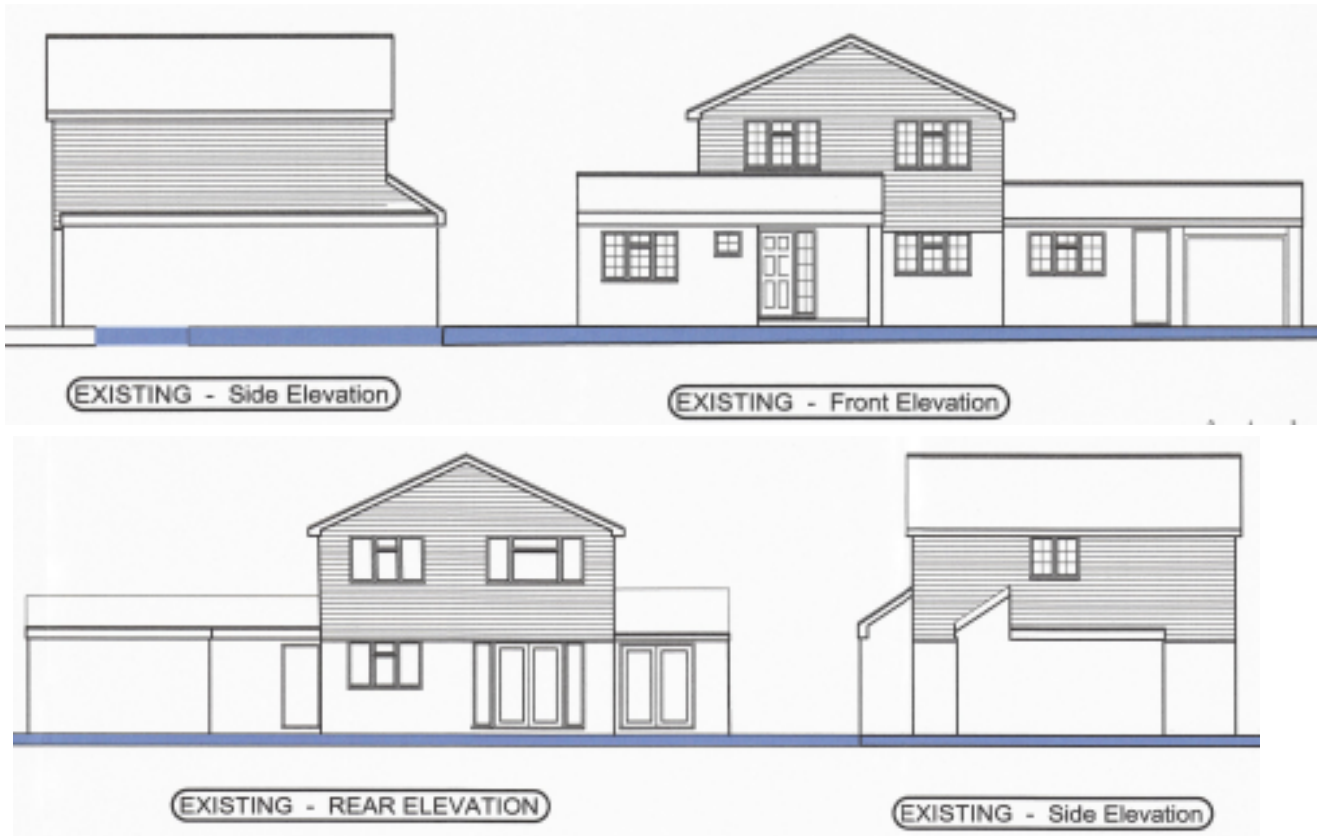 EXISTING - Side Elevation
EXISTING - Front Elevation
EXISTING - REAR ELEVATION
EXISTING - Side Elevation